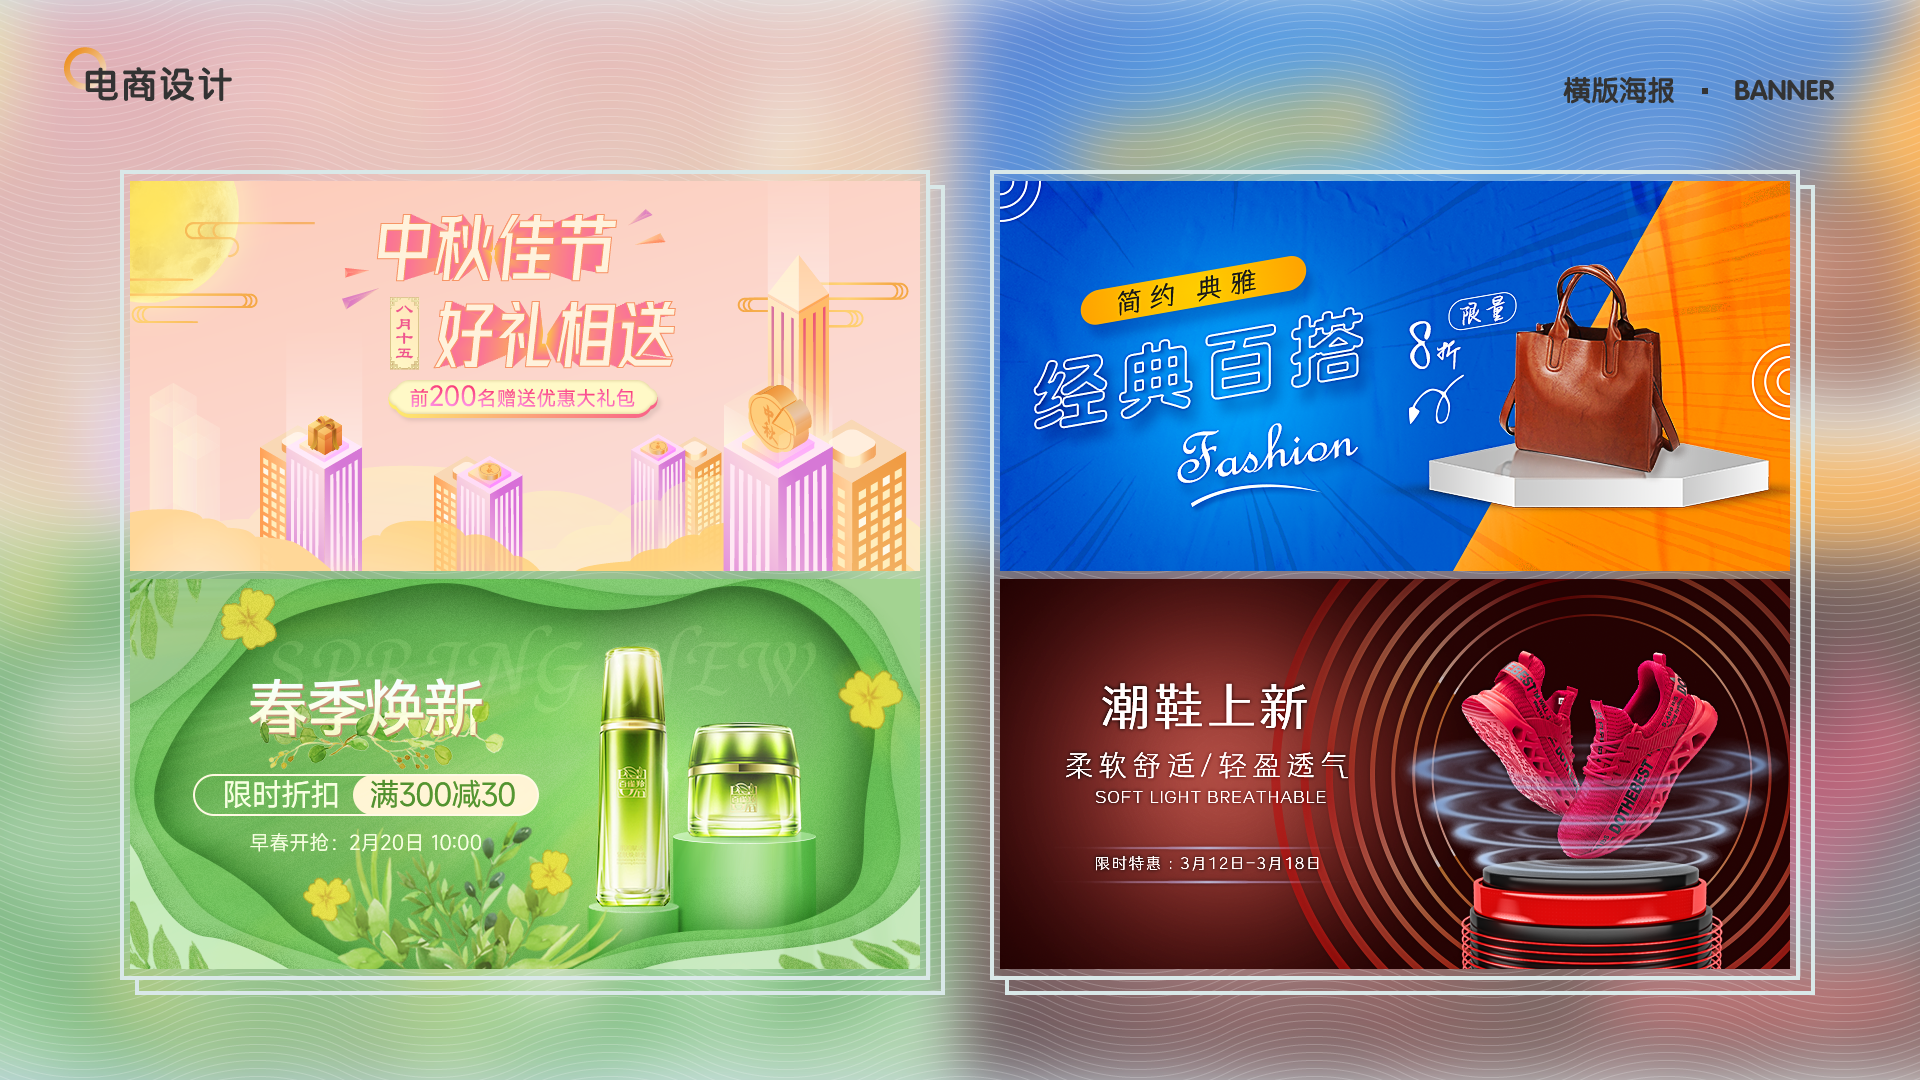 电商设计
横版海报 · BANNER
中秋佳节
八月十五
好礼相送
前200名赠送优惠大礼包
中秋
简约 典雅
经典百搭
Fashion
限量
8折
SPRING NEW
春季焕新
限时折扣 满300减30
早春开抢：2月20日 10:00
潮鞋上新
柔软舒适/轻盈透气
SOFT LIGHT BREATHABLE
限时特惠：3月12日-3月18日
DOTHEBEST